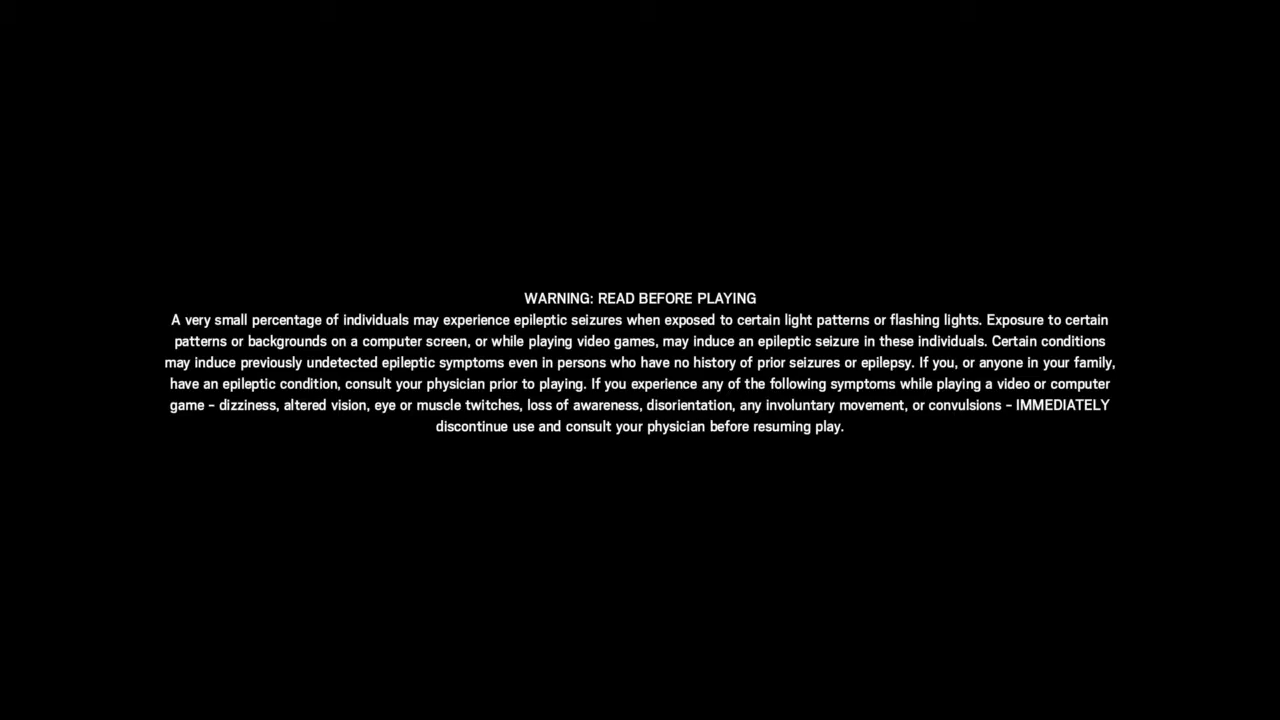 WARNING: READ BEFORE PLAYING
A very small percentage of individuals may experience epileptic seizures when exposed to certain light patterns or flashing lights. Exposure to certain
patterns or backgrounds on a computer screen, or while playing video games, may induce an epileptic seizure in these individuals. Certain conditions
may induce previously undetected epileptic symptoms even in persons who have no history of prior seizures or epilepsy. If you, or anyone in your family,
have an epileptic condition, consult your physician prior to playing. If you experience any of the following symptoms while playing a video or computer
game – dizziness, altered vision, eye or muscle twitches, loss of awareness, disorientation, any involuntary movement, or convulsions – IMMEDIATELY
discontinue use and consult your physician before resuming play.